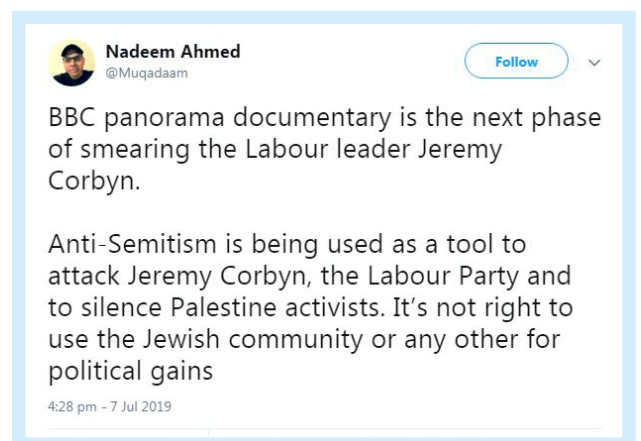 Nadeem Ahmed
@Muqadaam
Follow
BBC panorama documentary is the next phase
of smearing the Labour leader Jeremy
Corbyn.
Anti-Semitism is being used as a tool to
attack Jeremy Corbyn, the Labour Party and
to silence Palestine activists. It's not right to
use the Jewish community or any other for
political gains
4:28 pm - 7 Jul 2019